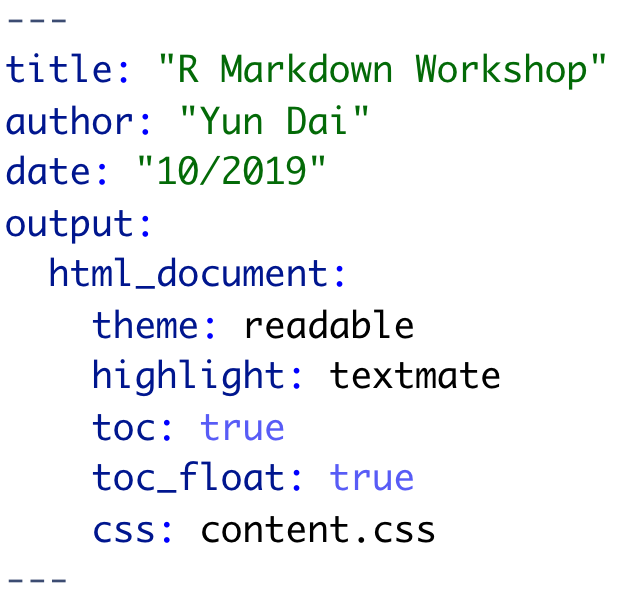 ---
title: "R Markdown Workshop"
author: "Yun Dai"
date: "10/2019"
output:
  html_document:
    theme: readable
    highlight: textmate
    toc: true
    toc_float: true
    css: content.css
---